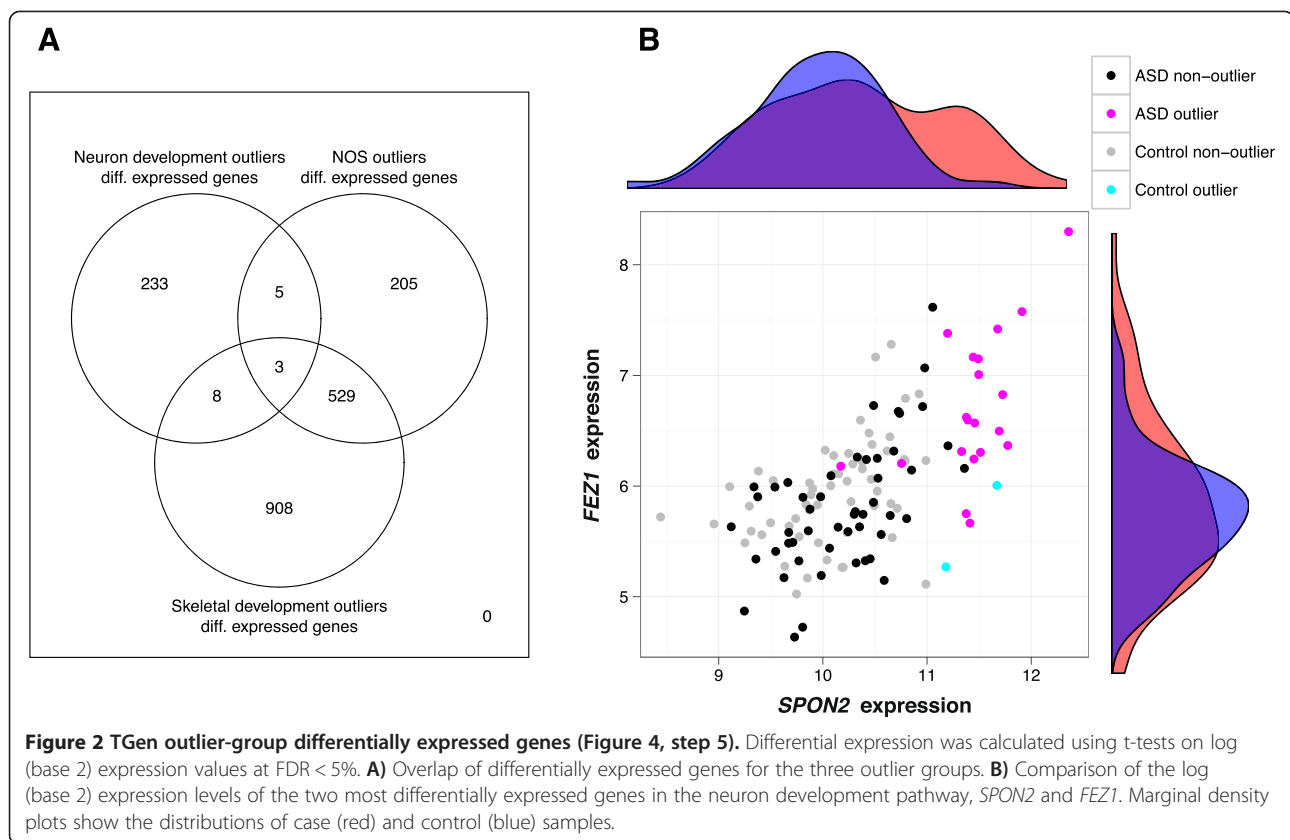 A
Neuron development outliers
diff. expressed genes
NOS outliers
diff. expressed genes
233
5
205
3
8
529
908
Skeletal development outliers
diff. expressed genes
0
B
ASD non−outlier
ASD outlier
Control non−outlier
Control outlier
8
7
6
5
FEZ1 expression
9
10
11
12
SPON2 expression
Figure 2 TGen outlier-group differentially expressed genes (Figure 4, step 5). Differential expression was calculated using t-tests on log
(base 2) expression values at FDR < 5%. A) Overlap of differentially expressed genes for the three outlier groups. B) Comparison of the log
(base 2) expression levels of the two most differentially expressed genes in the neuron development pathway, SPON2 and FEZ1. Marginal density
plots show the distributions of case (red) and control (blue) samples.